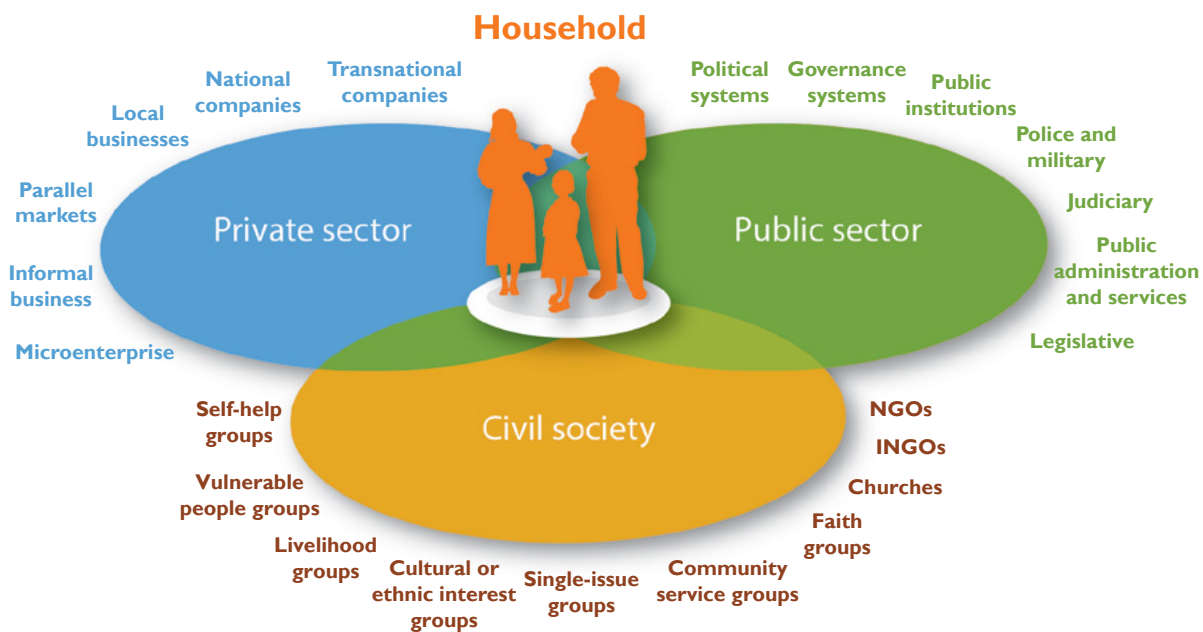 Household
Transnational
companies
National
companies
Local
businesses
Parallel
markets
Informal
business
Microenterprise
Private sector
Political
systems
Governance
systems
Public
institutions
Police and
military
Judiciary
Public
administration
and services
Legislative
Public sector
Civil society
Self-help
groups
Vulnerable
people groups
Livelihood
groups
Cultural or
ethnic interest
groups
Single-issue
groups
Community
service groups
Faith
groups
Churches
INGOs
NGOs